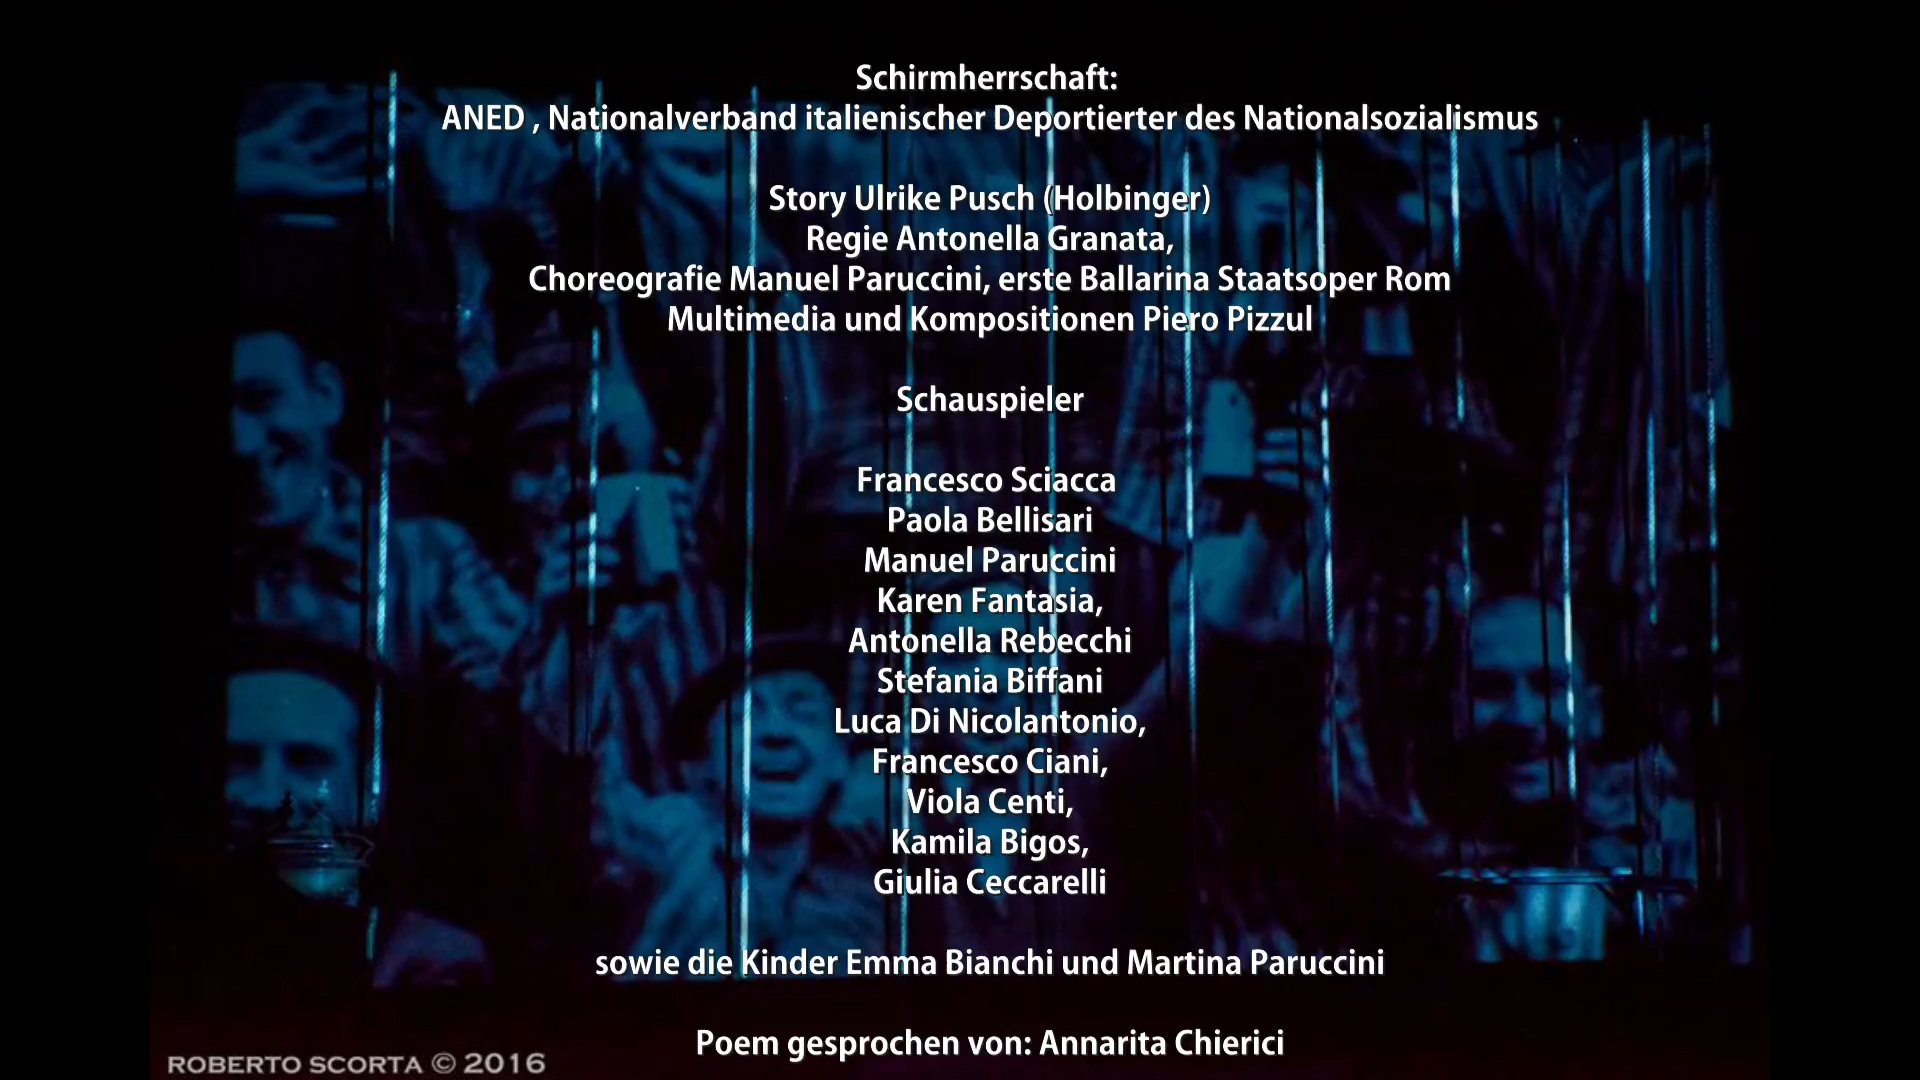 Schirmherrschaft:
ANED , Nationalverband italienischer Deportierter des Nationalsozialismus
Story Ulrike Pusch (Holbinger)
Regie Antonella Granata,
Choreografie Manuel Paruccini, erste Ballarina Staatsoper Rom
Multimedia und Kompositionen Piero Pizzul
Schauspieler
Francesco Sciacca
Paola Bellisari
Manuel Paruccini
Karen Fantasia,
Antonella Rebecchi
Stefania Biffani
Luca Di Nicolantonio,
Francesco Ciani,
Viola Centi,
Kamila Bigos,
Giulia Ceccarelli
sowie die Kinder Emma Bianchi und Martina Paruccini
Poem gesprochen von: Annarita Chierici
ROBERTO SCORTA © 2016